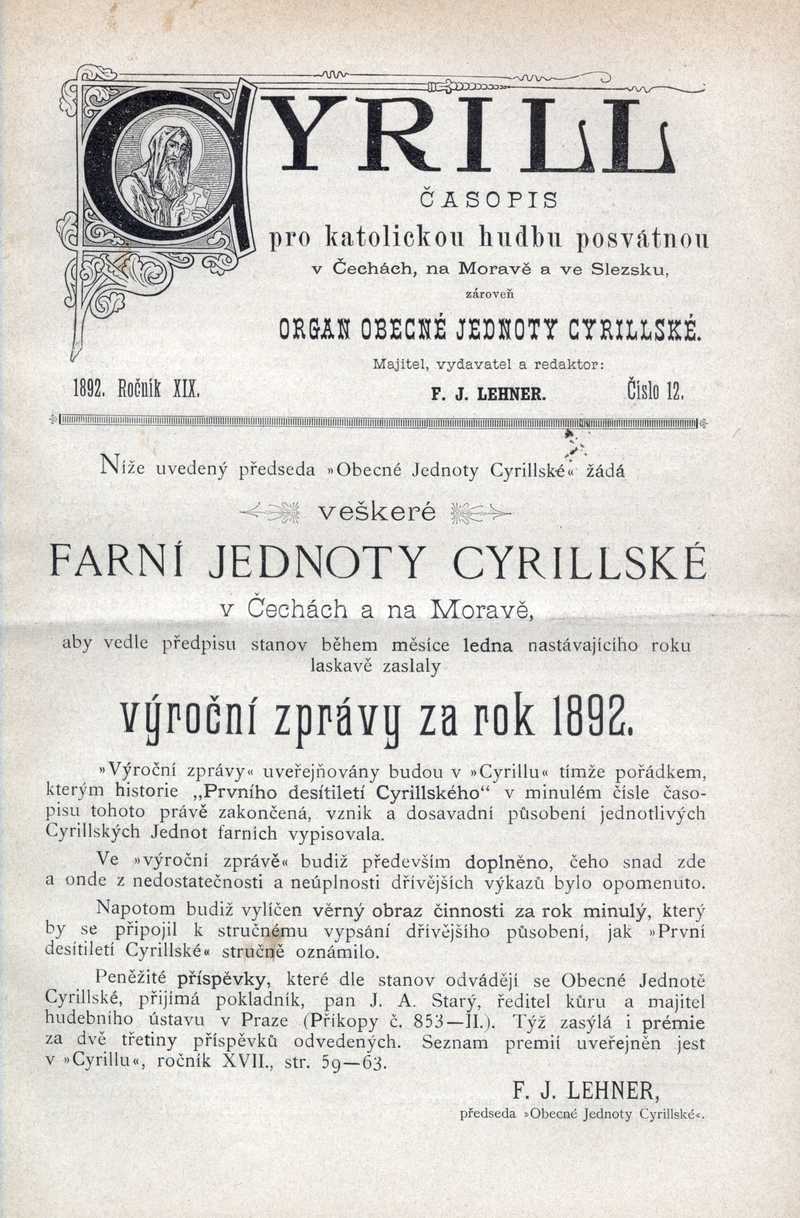 CYRILL
ČASOPIS
pro katolickou hudbu posvátnou
v Čechách, na Moravě a ve Slezsku,
zároveň
ORGAN OBECNÉ JEDNOTY CYRILLSKÉ.
Majitel, vydavatel a redaktor:
1892. Ročník XIX. F. J. LEHNER. Číslo 12.
Níže uvedený předseda »Obecné Jednoty Cyrillské« žádá
veškeré
FARNÍ JEDNOTY CYRILLSKÉ
v Čechách a na Moravě,
aby vedle předpisu stanov během měsíce ledna nastávajícího roku
laskavě zaslaly
výroční zprávy za rok 1892.
»Výroční zprávy« uveřejňovány budou v »Cyrillu« tímže pořádkem,
kterým historie „Prvního desítiletí Cyrillského“ v minulém čísle časo-
pisu tohoto právě zakončená, vznik a dosavadní působení jednotlivých
Cyrillských Jednot farních vypisovala.
Ve »výroční zprávě« budiž především doplněno, čeho snad zde
a onde z nedostatečnosti a neúplnosti dřívějších výkazů bylo opomenuto.
Napotom budiž vylíčen věrný obraz činnosti za rok minulý, který
by se připojil k stručnému vypsání dřívějšího působení, jak »První
desítiletí Cyrillské« stručně oznámilo.
Peněžité příspěvky, které dle stanov odvádějí se Obecné Jednotě
Cyrillské, přijímá pokladník, pan J. A. Starý, ředitel kůru a majitel
hudebního ústavu v Praze (Příkopy č. 853—II.). Týž zasýlá i prémie
za dvě třetiny příspěvků odvedených. Seznam premií uveřejněn jest
v »Cyrillu«, ročník XVII., str. 59—63.
F. J. LEHNER,
předseda »Obecné Jednoty Cyrillské«.